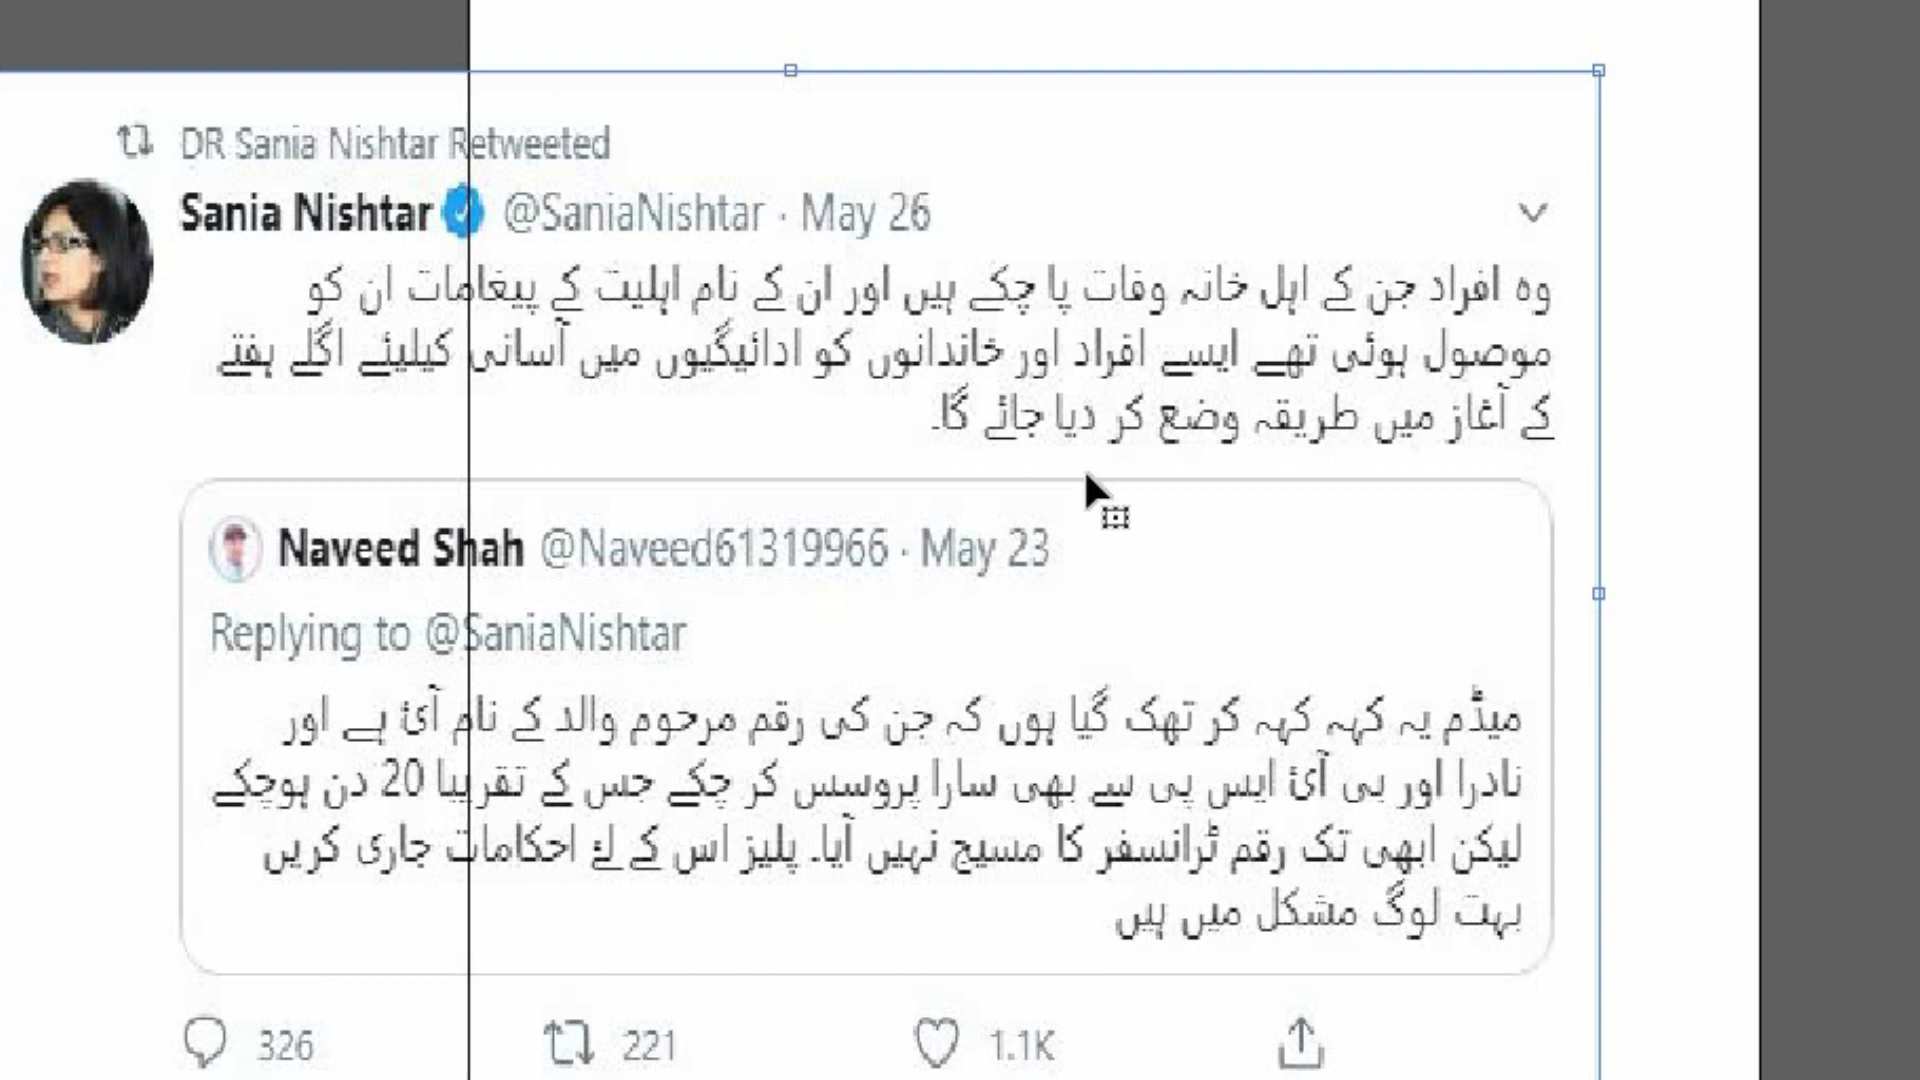 DR Sania Nishtar Retweeted
Sania Nishtar @SaniaNishtar · May 26
وہ افراد جن کے اہل خانہ وفات پا چکے ہیں اور ان کے نام اہلیت کے پیغامات ان کو
موصول ہوئی تھے ایسے افراد اور خاندانوں کو ادائیگیوں میں آسانی کیلیئے اگلے ہفتے
کے آغاز میں طریقہ وضع کر دیا جائے گا۔
Naveed Shah @Naveed61319966 · May 23
Replying to @SaniaNishtar
میڈم یہ کہہ کہہ کر تھک گیا ہوں کہ جن کی رقم مرحوم والد کے نام آئ ہے اور
نادرا اور بی آئ ایس پی سے بھی سارا پروسس کر چکے جس کے تقریبا 20 دن ہوچکے
لیکن ابھی تک رقم ٹرانسفر کا مسیج نہیں آیا۔ پلیز اس کے لۓ احکامات جاری کریں
بہت لوگ مشکل میں ہیں
326 221 1.1K